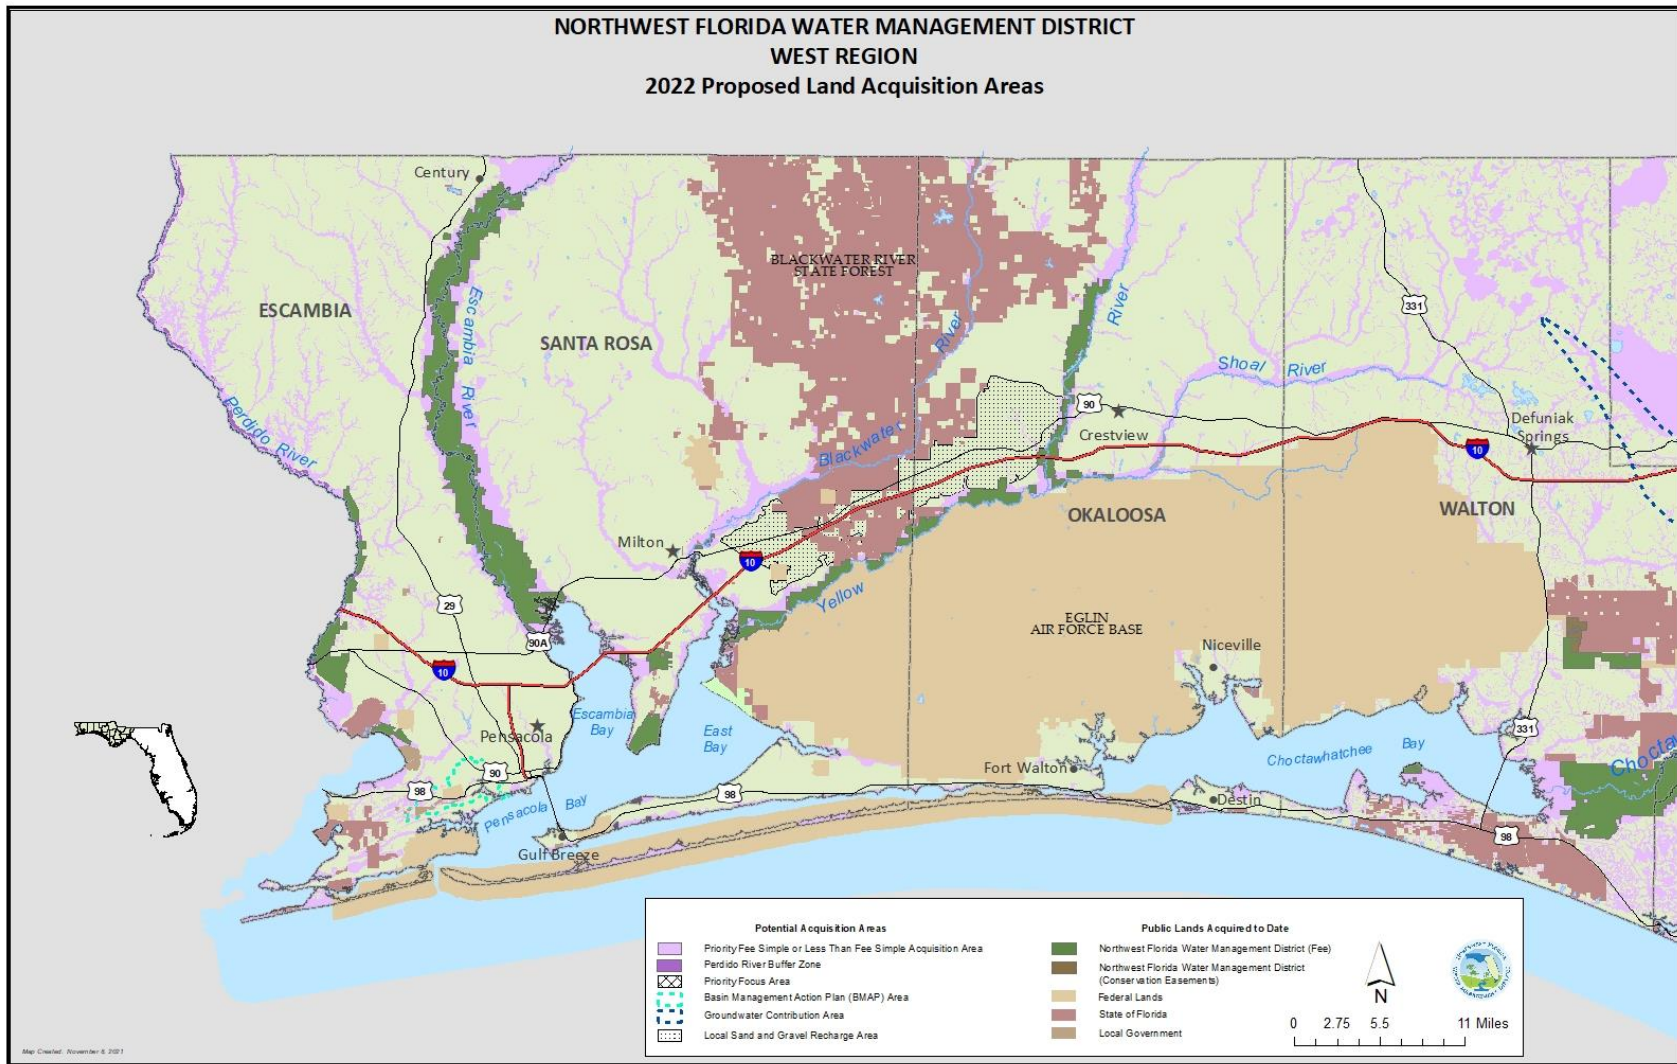 NORTHWEST FLORIDA WATER MANAGEMENT DISTRICT
WEST REGION
2022 Proposed Land Acquisition Areas
Century
ESCAMBIA
Escambia River
SANTA ROSA
BLACKWATER RIVER
STATE FOREST
River
River
331
Shoal River
Perdido River
90
Crestview
Defuniak
Springs
10
Blackwater
OKALOOSA
WALTON
Milton
10
Yellow
29
90A
10
EGLIN
AIR FORCE BASE
Niceville
Escambia
Bay
East
Bay
Pensacola
331
Choctawhatchee Bay
Choctaw
Fort Walton
90
98
98
Destin
Pensacola Bay
98
Gulf Breeze
Potential Acquisition Areas
Priority Fee Simple or Less Than Fee Simple Acquisition Area
Perdido River Buffer Zone
Priority Focus Area
Basin Management Action Plan (BMAP) Area
Groundwater Contribution Area
Local Sand and Gravel Recharge Area
Public Lands Acquired to Date
Northwest Florida Water Management District (Fee)
Northwest Florida Water Management District
(Conservation Easements)
Federal Lands
State of Florida
Local Government
N
0 2.75 5.5 11 Miles
Map Created: November 8, 2021